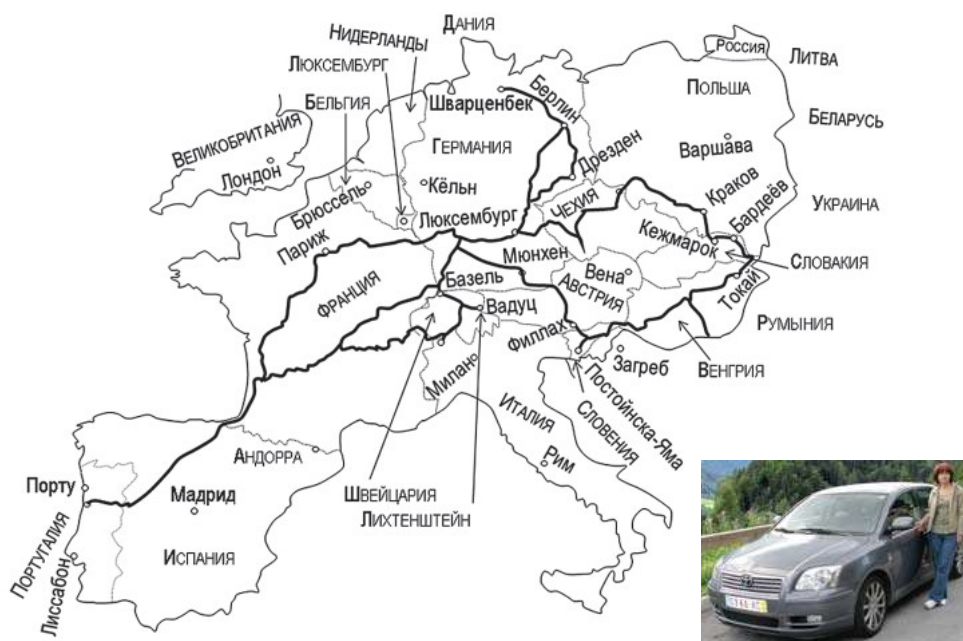 ДАНИЯ
НИДЕРЛАНДЫ
ЛЮКСЕМБУРГ
БЕЛЬГИЯ
ВЕЛИКОБРИТАНИЯ
Лондон
Шварценбек
Берлин
РОССИЯ
ЛИТВА
ПОЛЬША
БЕЛАРУСЬ
ГЕРМАНИЯ
Варшава
Дрезден
Кёльн
Брюссель
Люксембург
ЧЕХИЯ
Краков
Бардеёв
УКРАИНА
Париж
Кежмарок
Мюнхен
Вена
СЛОВАКИЯ
ФРАНЦИЯ
Базель
АВСТРИЯ
Вадуц
Токай
РУМЫНИЯ
Филлах
Загреб
ВЕНГРИЯ
Милан
Постойнска-Яма
СЛОВЕНИЯ
ИТАЛИЯ
Рим
АНДОРРА
Порту
Мадрид
ШВЕЙЦАРИЯ
ЛИХТЕНШТЕЙН
ПОРТУГАЛИЯ
Лиссабон
ИСПАНИЯ